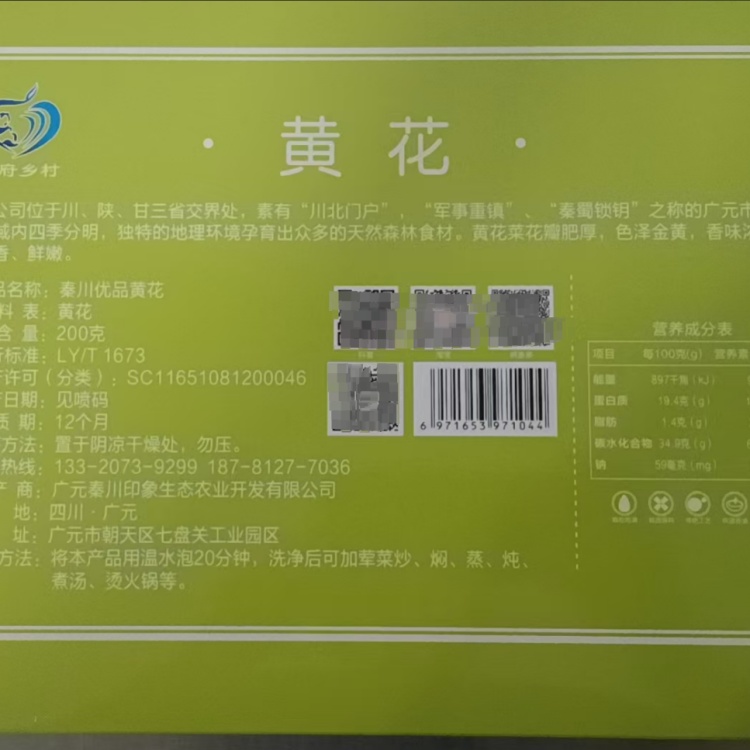 · 黄花 ·
府乡村
公司位于川、陕、甘三省交界处，素有“川北门户”，“军事重镇”、“秦蜀锁钥”之称的广元市
域内四季分明，独特的地理环境孕育出众多的天然森林食材。黄花菜花瓣肥厚，色泽金黄，香味浓
香、鲜嫩。
品名称：秦川优品黄花
料 表：黄花
含 量：200克
标准：LY/T 1673
许可（分类）：SC11651081200046
日期：见喷码
质 期：12个月
方法：置于阴凉干燥处，勿压。
热线：133-2073-9299 187-8127-7036
产 商：广元秦川印象生态农业开发有限公司
地：四川·广元
址：广元市朝天区七盘关工业园区
方法：将本产品用温水泡20分钟，洗净后可加荤菜炒、焖、蒸、炖、
煮汤、烫火锅等。
6 971653 971044
营养成分表
项目 每100克(g) 营养素
能量 897千焦(kJ)
蛋白质 19.4克(g)
脂肪 1.4克(g)
碳水化合物 34.9克(g)
钠 59毫克(mg)